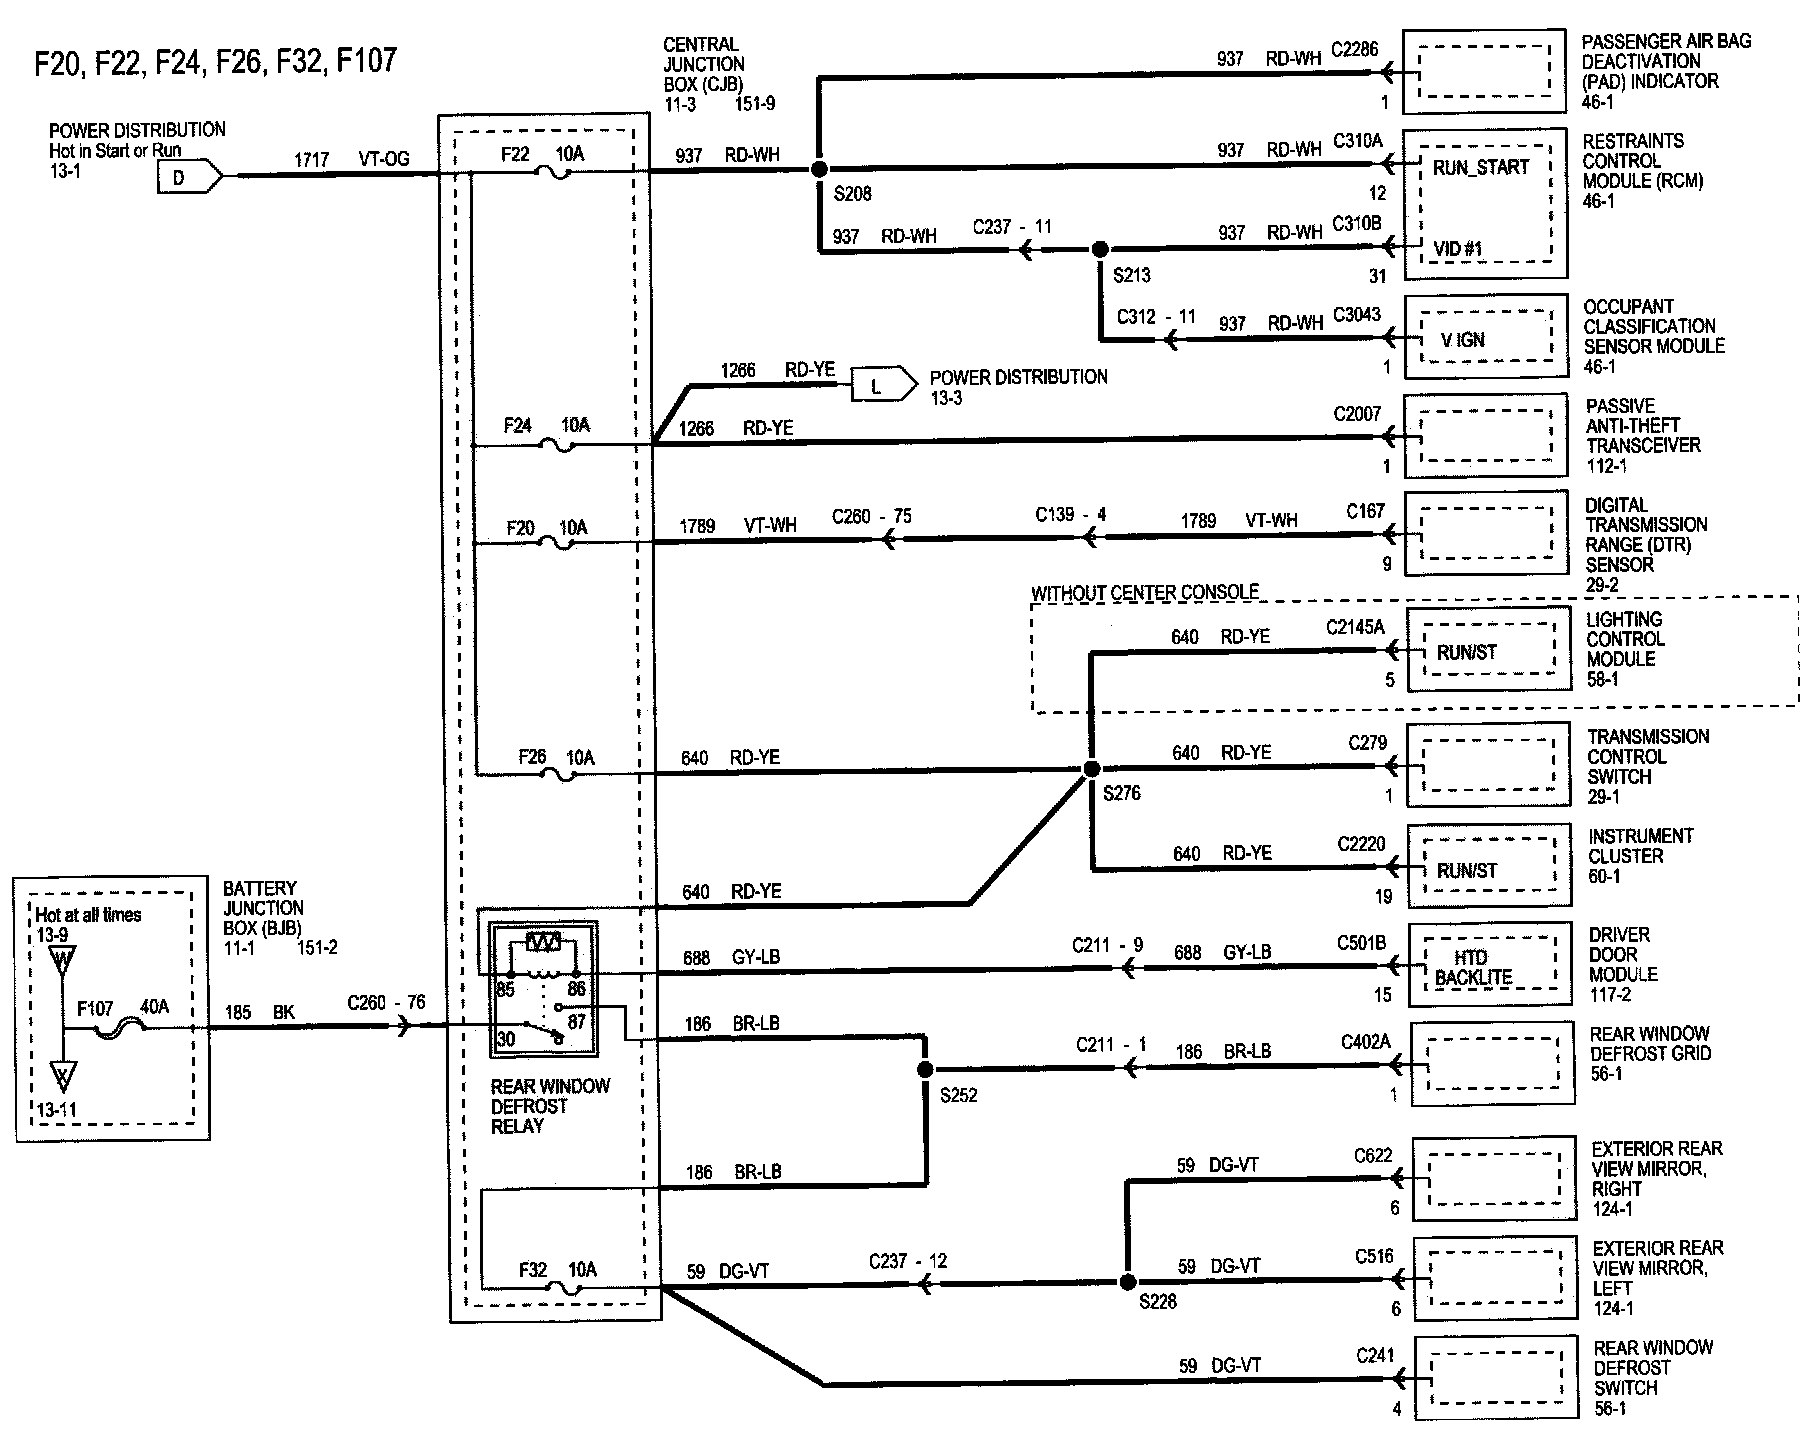 F20, F22, F24, F26, F32, F107
POWER DISTRIBUTION
Hot in Start or Run
13-1
D
1717 VT-OG
CENTRAL
JUNCTION
BOX (CJB)
11-3 151-9
F22 10A
937 RD-WH
S208
937 RD-WH C2286
1
PASSENGER AIR BAG
DEACTIVATION
(PAD) INDICATOR
46-1
937 RD-WH C310A
12
RUN_START
RESTRAINTS
CONTROL
MODULE (RCM)
46-1
937 RD-WH C237 - 11
S213
937 RD-WH C310B
31
VID #1
C312 - 11
937 RD-WH C3043
1
V IGN
OCCUPANT
CLASSIFICATION
SENSOR MODULE
46-1
1266 RD-YE
L
POWER DISTRIBUTION
13-3
F24 10A
1266 RD-YE
C2007
1
PASSIVE
ANTI-THEFT
TRANSCEIVER
112-1
F20 10A
1789 VT-WH C260 - 75
C139 - 4
1789 VT-WH C167
9
DIGITAL
TRANSMISSION
RANGE (DTR)
SENSOR
29-2
WITHOUT CENTER CONSOLE
640 RD-YE C2145A
5
RUN/ST
LIGHTING
CONTROL
MODULE
58-1
F26 10A
640 RD-YE
S276
640 RD-YE C279
1
TRANSMISSION
CONTROL
SWITCH
29-1
640 RD-YE C2220
19
RUN/ST
INSTRUMENT
CLUSTER
60-1
640 RD-YE
BATTERY
JUNCTION
BOX (BJB)
11-1 151-2
Hot at all times
13-9
W
F107 40A
X
13-11
185 BK C260 - 76
85 86
87
30
REAR WINDOW
DEFROST
RELAY
688 GY-LB
C211 - 9
688 GY-LB C501B
15
HTD
BACKLITE
DRIVER
DOOR
MODULE
117-2
186 BR-LB
S252
C211 - 1
186 BR-LB C402A
1
REAR WINDOW
DEFROST GRID
56-1
186 BR-LB
59 DG-VT C622
6
EXTERIOR REAR
VIEW MIRROR,
RIGHT
124-1
F32 10A
59 DG-VT C237 - 12
S228
59 DG-VT C516
6
EXTERIOR REAR
VIEW MIRROR,
LEFT
124-1
59 DG-VT C241
4
REAR WINDOW
DEFROST
SWITCH
56-1